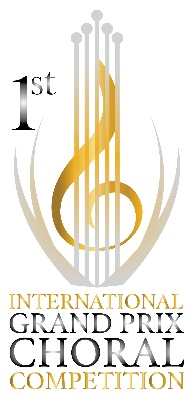 1st
INTERNATIONAL
GRAND PRIX
CHORAL
COMPETITION